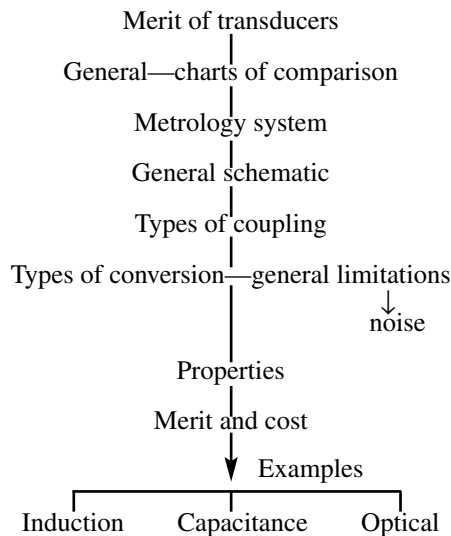 Merit of transducers
General—charts of comparison
Metrology system
General schematic
Types of coupling
Types of conversion—general limitations
noise
Properties
Merit and cost
Examples
Induction Capacitance Optical